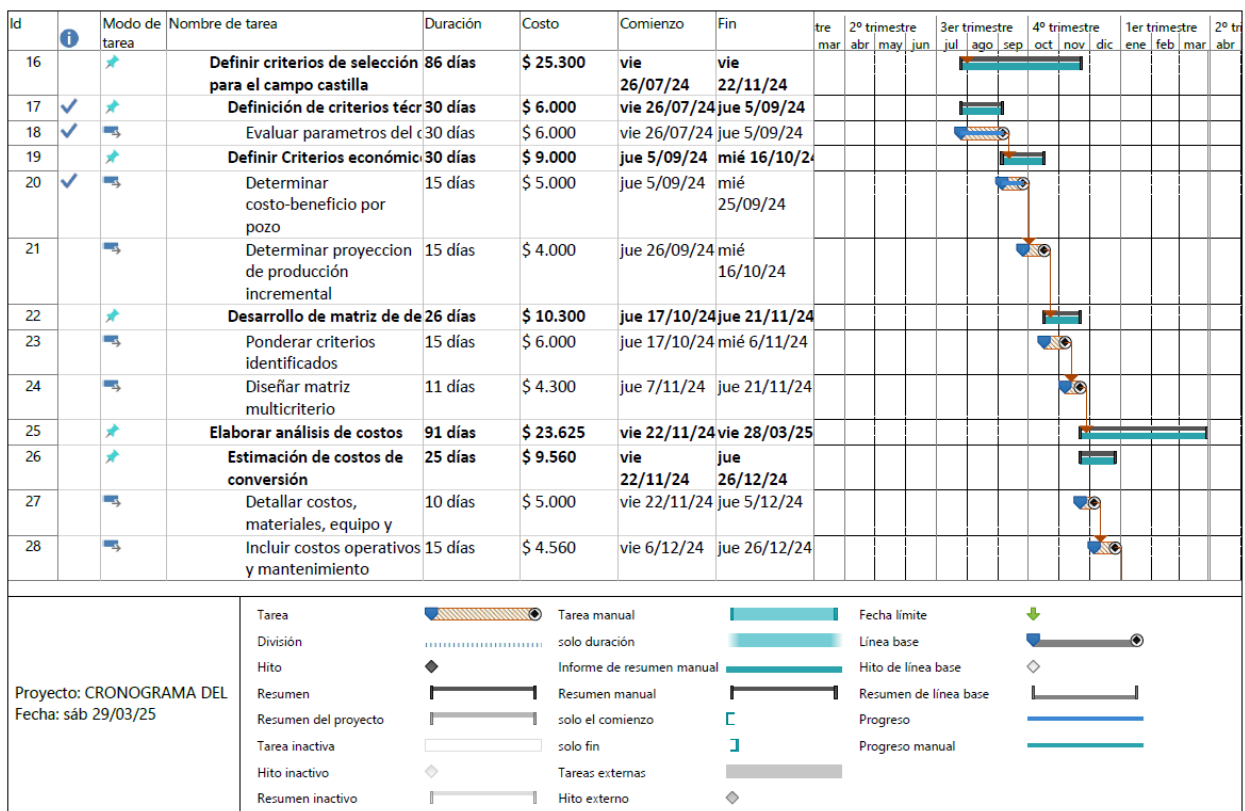 Id
Modo de tarea
Nombre de tarea
Duración
Costo
Comienzo
Fin
tre 2º trimestre 3er trimestre 4º trimestre 1er trimestre 2º tri
mar abr may jun jul ago sep oct nov dic ene feb mar abr
16 Definir criterios de selección 86 días $ 25.300 vie vie
para el campo castilla 26/07/24 22/11/24
17 Definición de criterios técr 30 días $ 6.000 vie 26/07/24 jue 5/09/24
18 Evaluar parametros del c 30 días $ 6.000 vie 26/07/24 jue 5/09/24
19 Definir Criterios económic 30 días $ 9.000 jue 5/09/24 mié 16/10/24
20 Determinar 15 días $ 5.000 jue 5/09/24 mié
costo-beneficio por 25/09/24
pozo
21 Determinar proyeccion 15 días $ 4.000 jue 26/09/24 mié
de producción 16/10/24
incremental
22 Desarrollo de matriz de de 26 días $ 10.300 jue 17/10/24 jue 21/11/24
23 Ponderar criterios 15 días $ 6.000 jue 17/10/24 mié 6/11/24
identificados
24 Diseñar matriz 11 días $ 4.300 jue 7/11/24 jue 21/11/24
multicriterio
25 Elaborar análisis de costos 91 días $ 23.625 vie 22/11/24 vie 28/03/25
26 Estimación de costos de 25 días $ 9.560 vie jue
conversión 22/11/24 26/12/24
27 Detallar costos, 10 días $ 5.000 vie 22/11/24 jue 5/12/24
materiales, equipo y
28 Incluir costos operativos 15 días $ 4.560 vie 6/12/24 jue 26/12/24
y mantenimiento
Proyecto: CRONOGRAMA DEL
Fecha: sáb 29/03/25
Tarea Tarea manual Fecha límite
División solo duración Línea base
Hito Informe de resumen manual Hito de línea base
Resumen Resumen manual Resumen de línea base
Resumen del proyecto solo el comienzo Progreso
Tarea inactiva solo fin Progreso manual
Hito inactivo Tareas externas
Resumen inactivo Hito externo